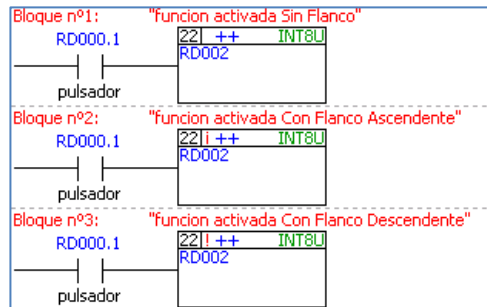 Bloque nº1: "funcion activada Sin Flanco"
RD000.1 22 ++ INT8U
RD002
pulsador
Bloque nº2: "funcion activada Con Flanco Ascendente"
RD000.1 22 i ++ INT8U
RD002
pulsador
Bloque nº3: "funcion activada Con Flanco Descendente"
RD000.1 22 ! ++ INT8U
RD002
pulsador